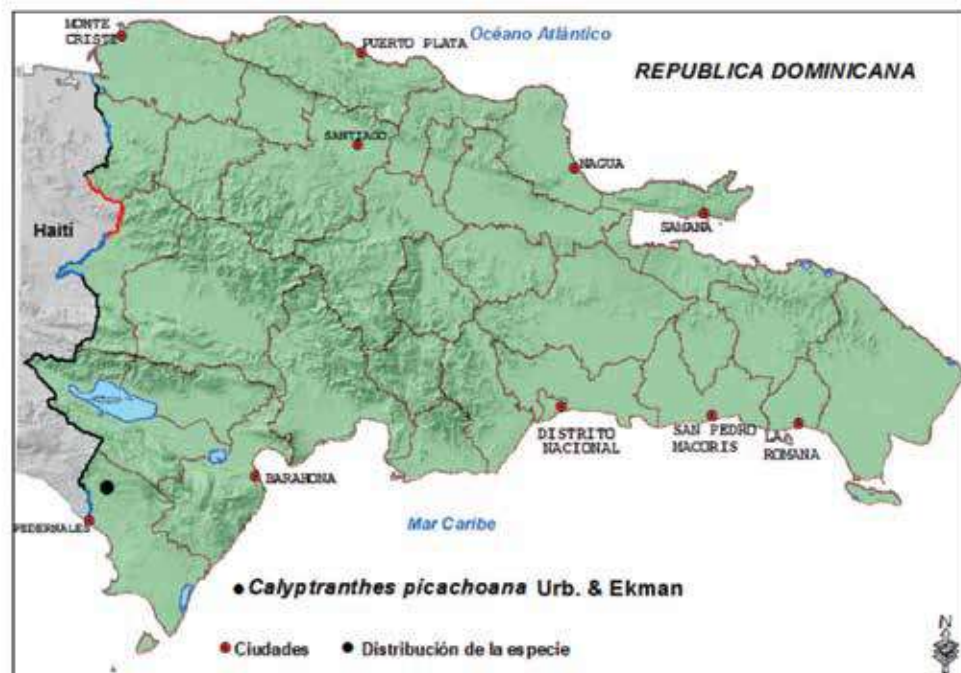 MONTE
CRISTE
PUERTO PLATA
Océano Atlántico
REPUBLICA DOMINICANA
SANTIAGO
NAGUA
Haití
SAMANA
DISTRITO
NACIONAL
SAN PEDRO
MACORIS
LA
ROMANA
BARAHONA
PEDERNALES
Mar Caribe
Calyptranthes picachoana Urb. & Ekman
Ciudades
Distribución de la especie
N